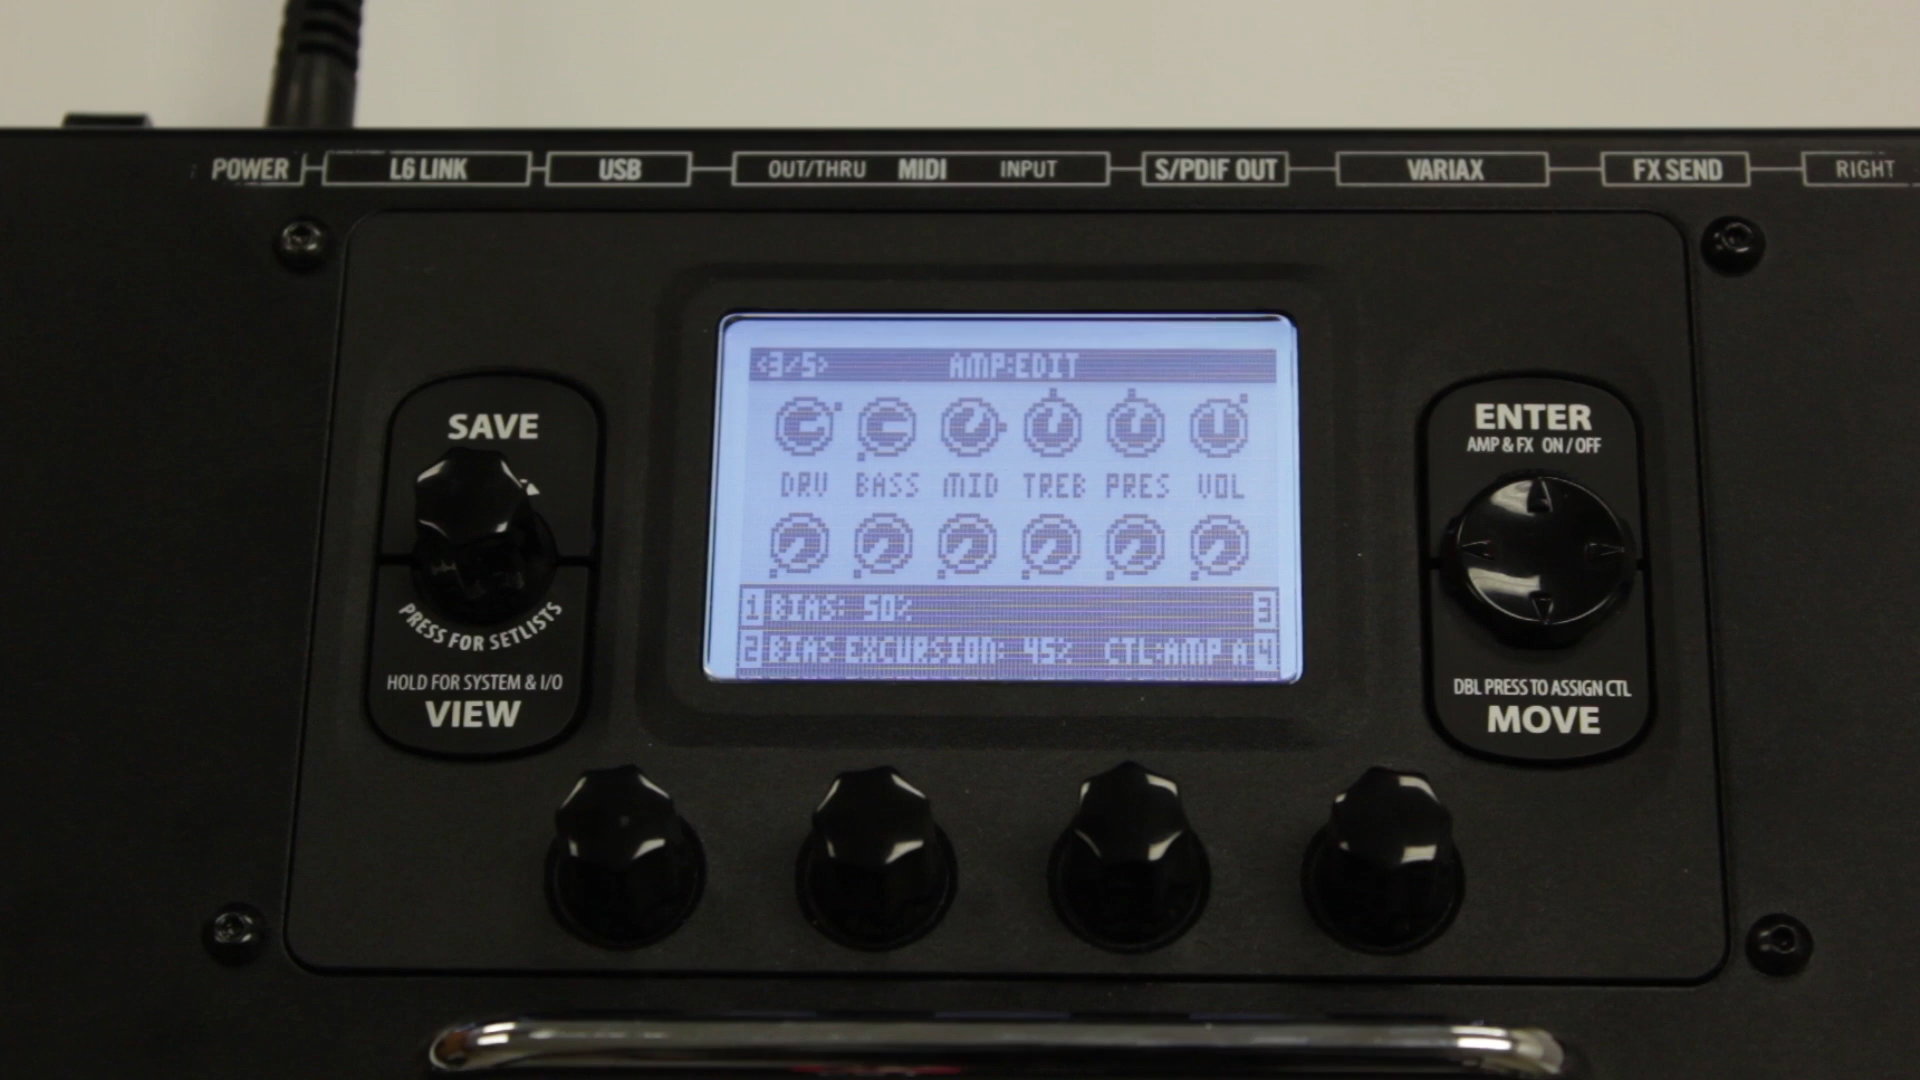 POWER L6 LINK USB OUT/THRU MIDI INPUT S/PDIF OUT VARIAX FX SEND RIGHT
SAVE
PRESS FOR SETLISTS
HOLD FOR SYSTEM & I/O
VIEW
<3/5> AMP:EDIT
DRV BASS MID TREB PRES VOL
1 BIAS: 50% 3
2 BIAS EXCURSION: 45% CTL:AMP A 4
ENTER
AMP & FX ON / OFF
DBL PRESS TO ASSIGN CTL
MOVE